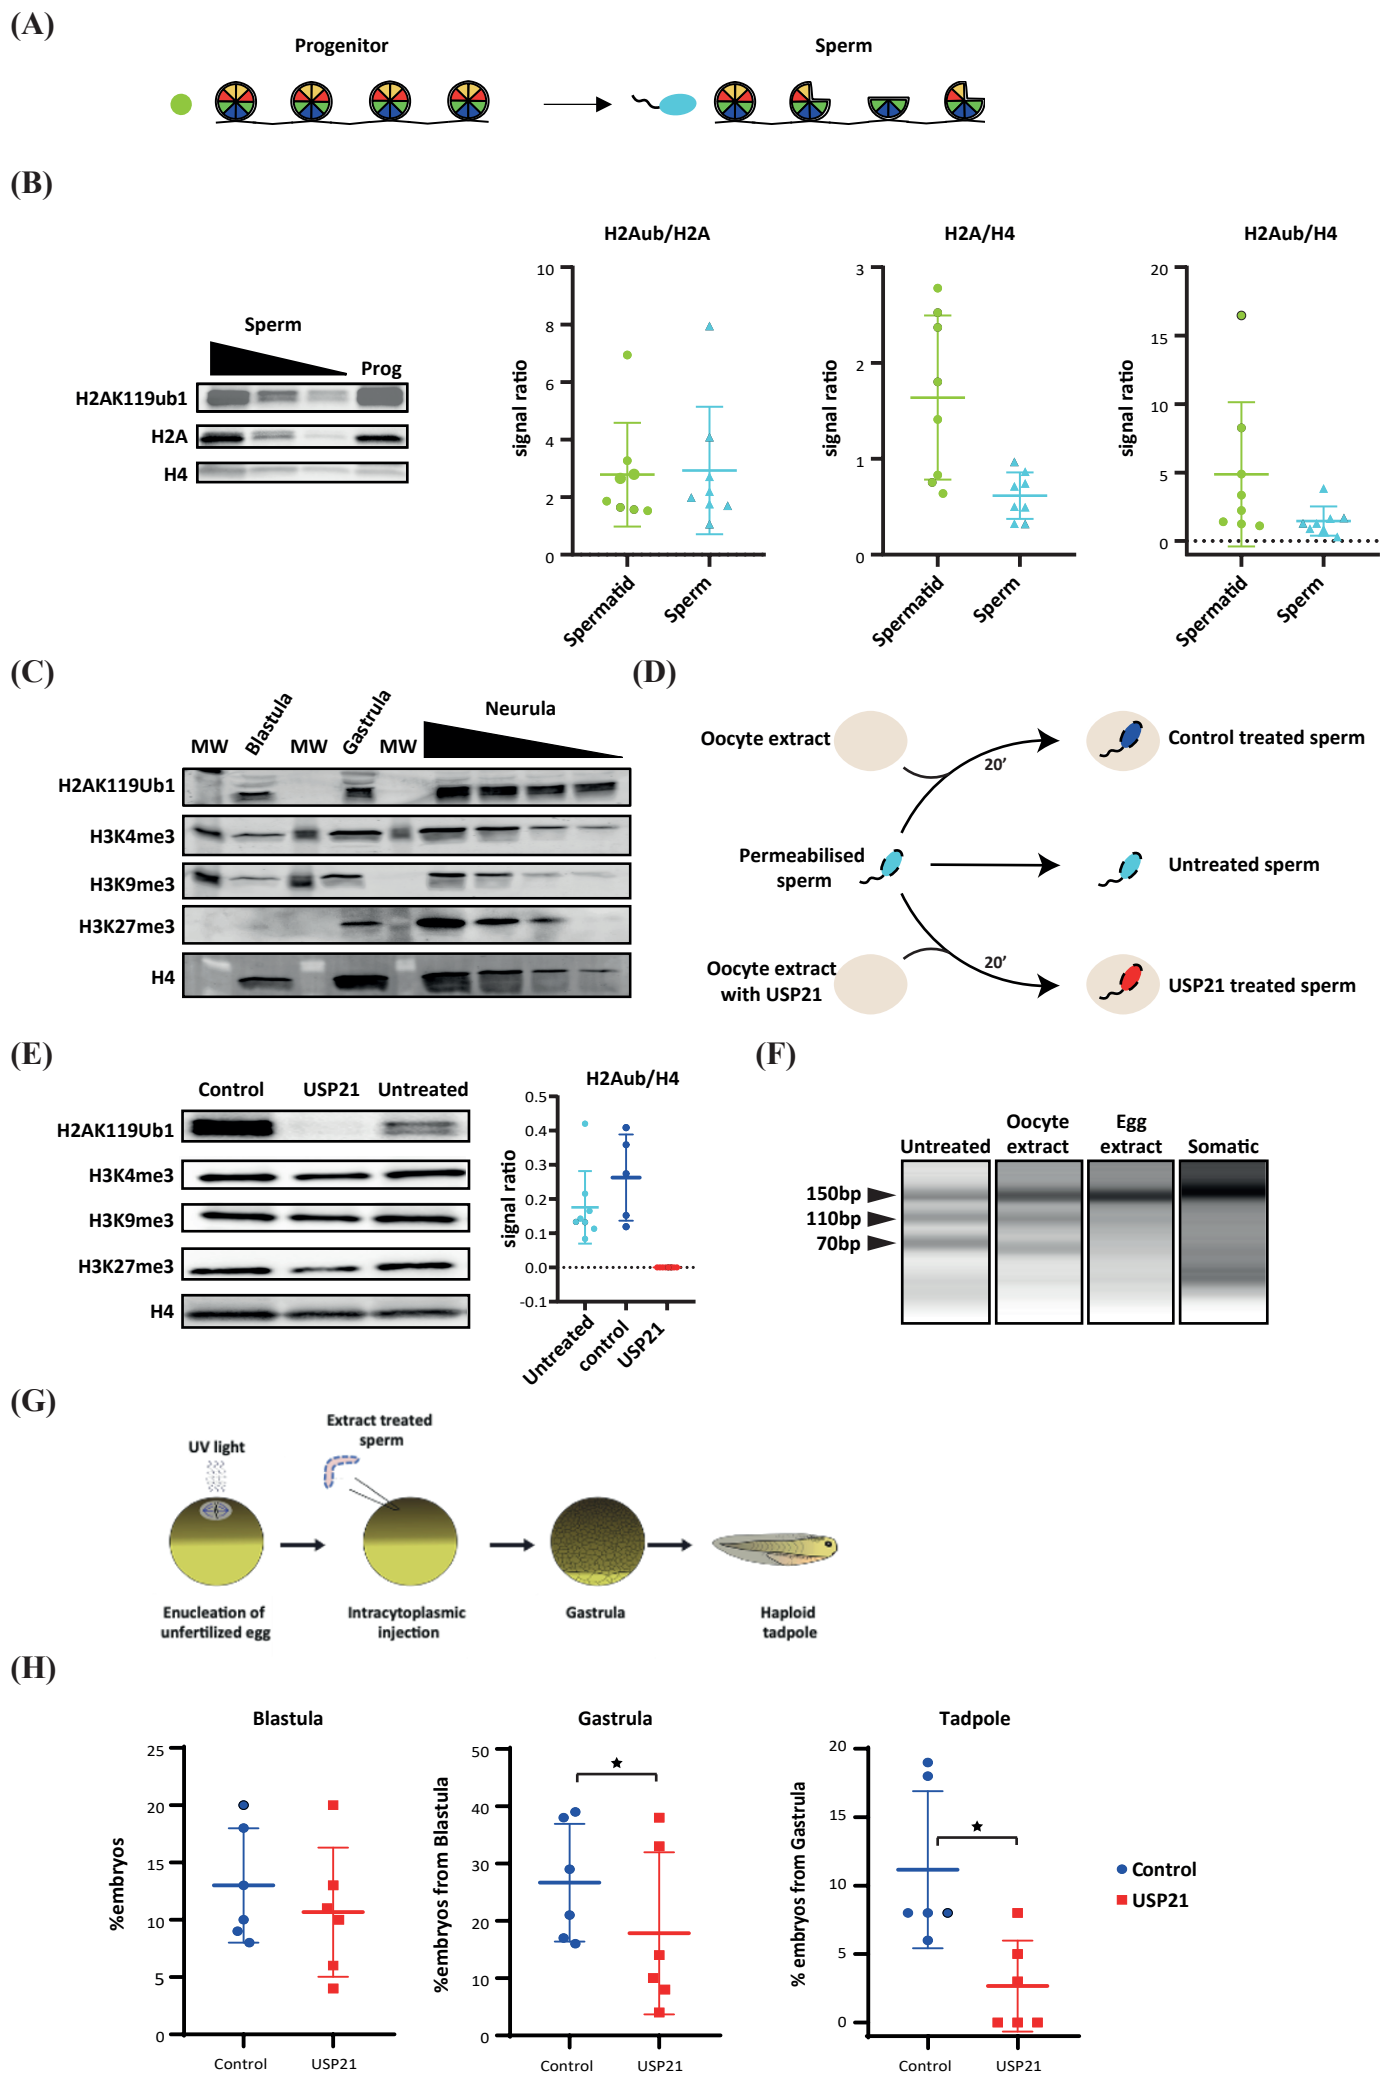 (A)
Progenitor
Sperm
(B)
Sperm
Prog
H2AK119ub1
H2A
H4
H2Aub/H2A
signal ratio
10
8
6
4
2
0
Spermatid
Sperm
H2A/H4
signal ratio
3
2
1
0
Spermatid
Sperm
H2Aub/H4
signal ratio
20
15
10
5
0
Spermatid
Sperm
(C)
MW
Blastula
MW
Gastrula
MW
Neurula
H2AK119Ub1
H3K4me3
H3K9me3
H3K27me3
H4
(D)
Oocyte extract
20'
Control treated sperm
Permeabilised
sperm
Untreated sperm
Oocyte extract
with USP21
20'
USP21 treated sperm
(E)
Control
USP21
Untreated
H2AK119Ub1
H3K4me3
H3K9me3
H3K27me3
H4
H2Aub/H4
signal ratio
0.5
0.4
0.3
0.2
0.1
0.0
-0.1
Untreated
control
USP21
(F)
Untreated
Oocyte
extract
Egg
extract
Somatic
150bp
110bp
70bp
(G)
UV light
Extract treated
sperm
Enucleation of
unfertilized egg
Intracytoplasmic
injection
Gastrula
Haploid
tadpole
(H)
Blastula
%embryos
25
20
15
10
5
0
Control
USP21
Gastrula
%embryos from Blastula
50
40
30
20
10
0
Control
USP21
Tadpole
% embryos from Gastrula
20
15
10
5
0
Control
USP21
Control
USP21